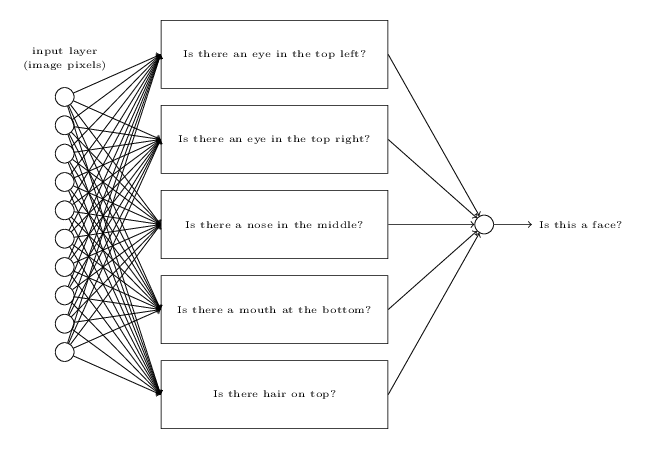 input layer
(image pixels)
Is there an eye in the top left?
Is there an eye in the top right?
Is there a nose in the middle?
Is this a face?
Is there a mouth at the bottom?
Is there hair on top?